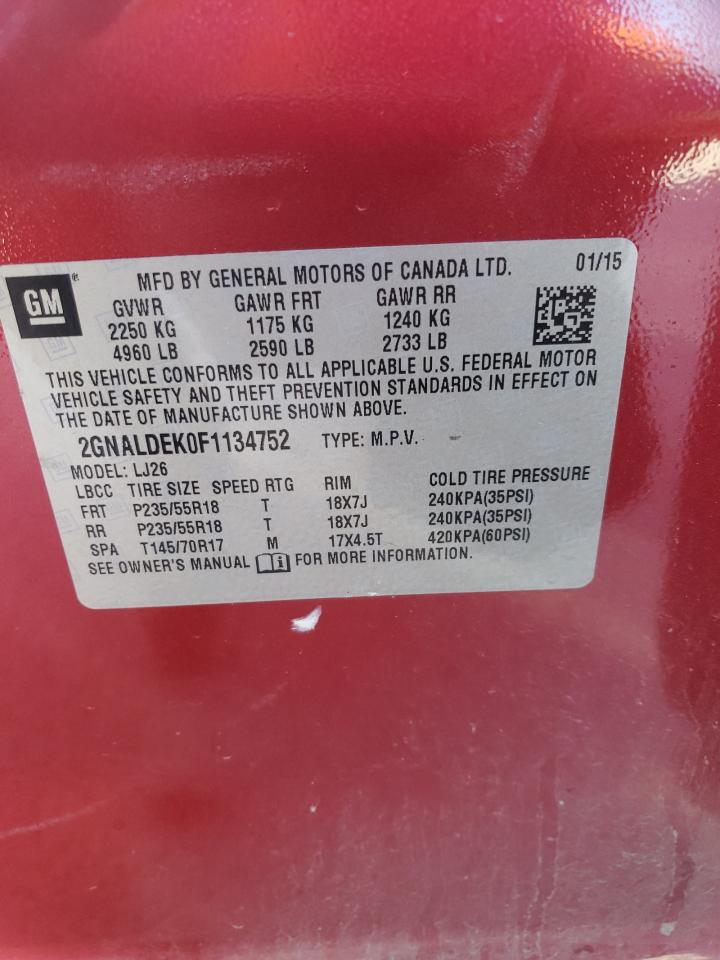 GM
MFD BY GENERAL MOTORS OF CANADA LTD. 01/15
GVWR GAWR FRT GAWR RR
2250 KG 1175 KG 1240 KG
4960 LB 2590 LB 2733 LB
THIS VEHICLE CONFORMS TO ALL APPLICABLE U.S. FEDERAL MOTOR
VEHICLE SAFETY AND THEFT PREVENTION STANDARDS IN EFFECT ON
THE DATE OF MANUFACTURE SHOWN ABOVE.
2GNALDEK0F1134752 TYPE: M.P.V.
MODEL: LJ26
LBCC TIRE SIZE SPEED RTG RIM COLD TIRE PRESSURE
FRT P235/55R18 T 18X7J 240KPA(35PSI)
RR P235/55R18 T 18X7J 240KPA(35PSI)
SPA T145/70R17 M 17X4.5T 420KPA(60PSI)
SEE OWNER'S MANUAL FOR MORE INFORMATION.